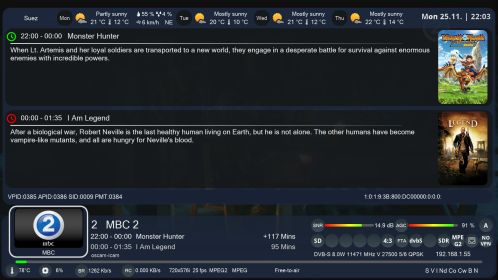 Suez Mon Partly sunny 21 °C 12 °C 55 % 4 % 6 km/h NE Tue Mostly sunny 21 °C 12 °C Wed Mostly sunny 21 °C 12 °C Thu Mostly sunny 22 °C 14 °C Mon 25.11. | 22:03
22:00 - 00:00 Monster Hunter
When Lt. Artemis and her loyal soldiers are transported to a new world, they engage in a desperate battle for survival against enormous
enemies with incredible powers.
00:00 - 01:35 I Am Legend
After a biological war, Robert Neville is the last healthy human living on Earth, but he is not alone. The other humans have become
vampire-like mutants, and all are hungry for Neville's blood.
LEGEND
VPID:0385 APID:0386 SID:0009 PMT:0384 1:0:1:9:3B:800:DC00000:0:0:0:
2 mbc
MBC
2 MBC 2
22:00 - 00:00 Monster Hunter +117 Mins
00:00 - 01:35 I Am Legend 95 Mins
oscam-icam
SNR 14.9 dB AGC 91 % A
SD 4:3 FTA dvbS SDR MPEG2 NO VPN
DVB-S 8.0W 11471 MHz V 27500 5/6 QPSK 192.168.1.55
78°C 6% BR 1262 Kb/s RC 0.000 KB/s 720x576i 25 fps MPEG2 MPEG Free-to-air S V I Nd Co Cw B N